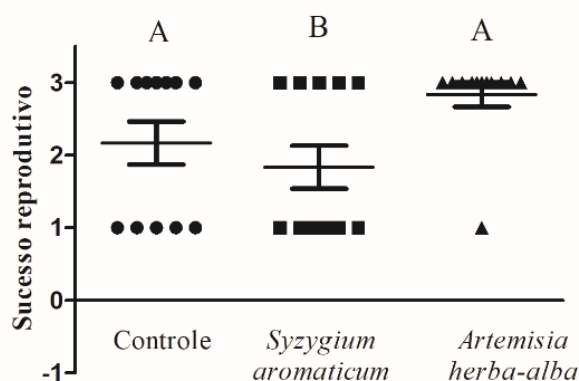 A B A
Sucesso reprodutivo
3
2
1
0
-1
Controle
Syzygium
aromaticum
Artemisia
herba-alba